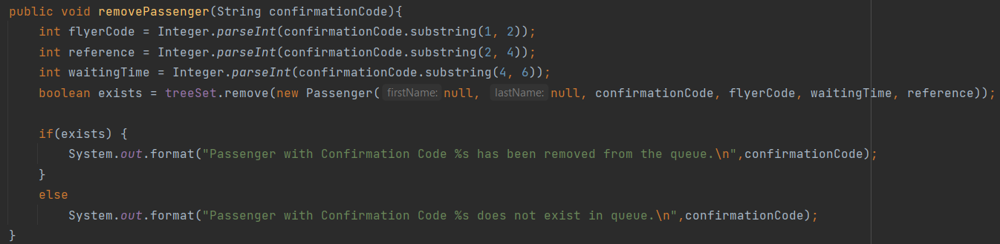 public void removePassenger(String confirmationCode){
    int flyerCode = Integer.parseInt(confirmationCode.substring(1, 2));
    int reference = Integer.parseInt(confirmationCode.substring(2, 4));
    int waitingTime = Integer.parseInt(confirmationCode.substring(4, 6));
    boolean exists = treeSet.remove(new Passenger( firstName: null, lastName: null, confirmationCode, flyerCode, waitingTime, reference));
    if(exists) {
        System.out.format("Passenger with Confirmation Code %s has been removed from the queue.\n",confirmationCode);
    }
    else
        System.out.format("Passenger with Confirmation Code %s does not exist in queue.\n",confirmationCode);
}